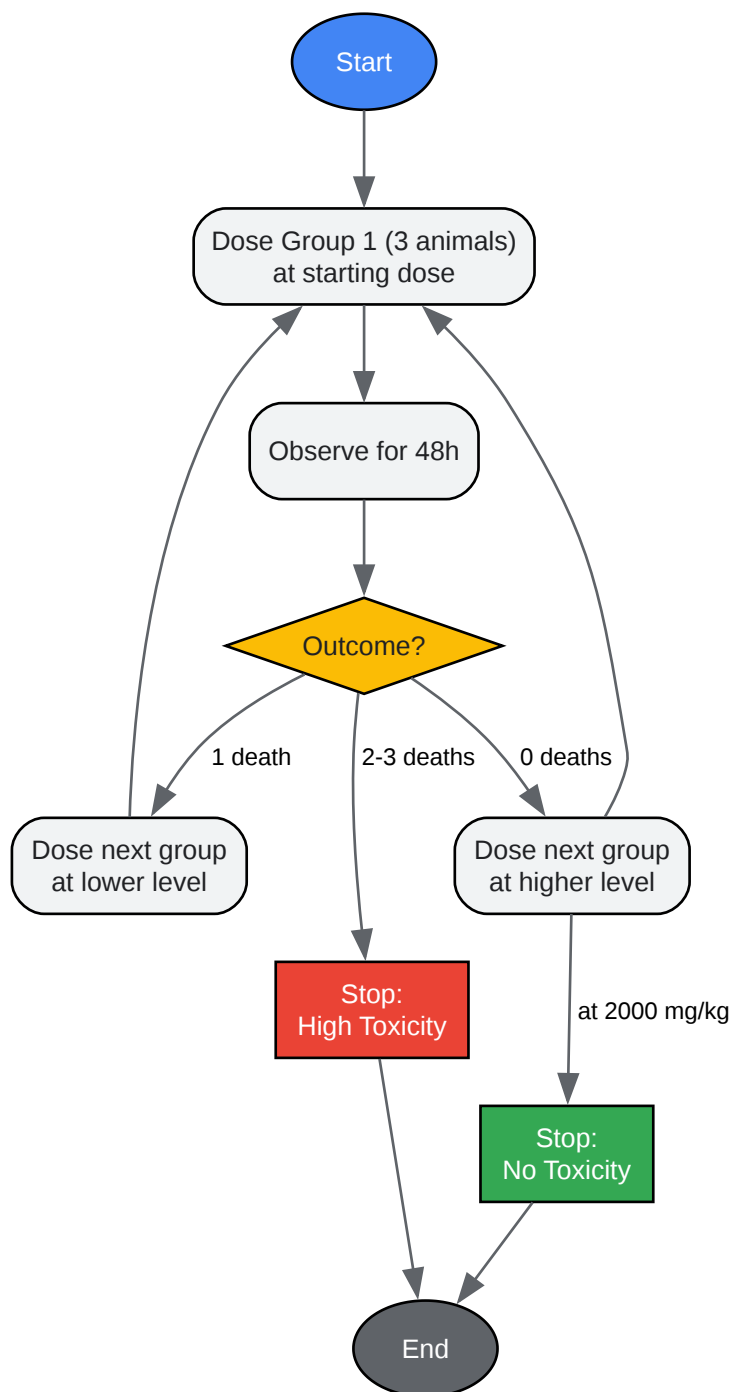 Start
Dose Group 1 (3 animals)
at starting dose
Observe for 48h
Outcome?
1 death
2-3 deaths
0 deaths
Dose next group
at lower level
Dose next group
at higher level
Stop:
High Toxicity
at 2000 mg/kg
Stop:
No Toxicity
End